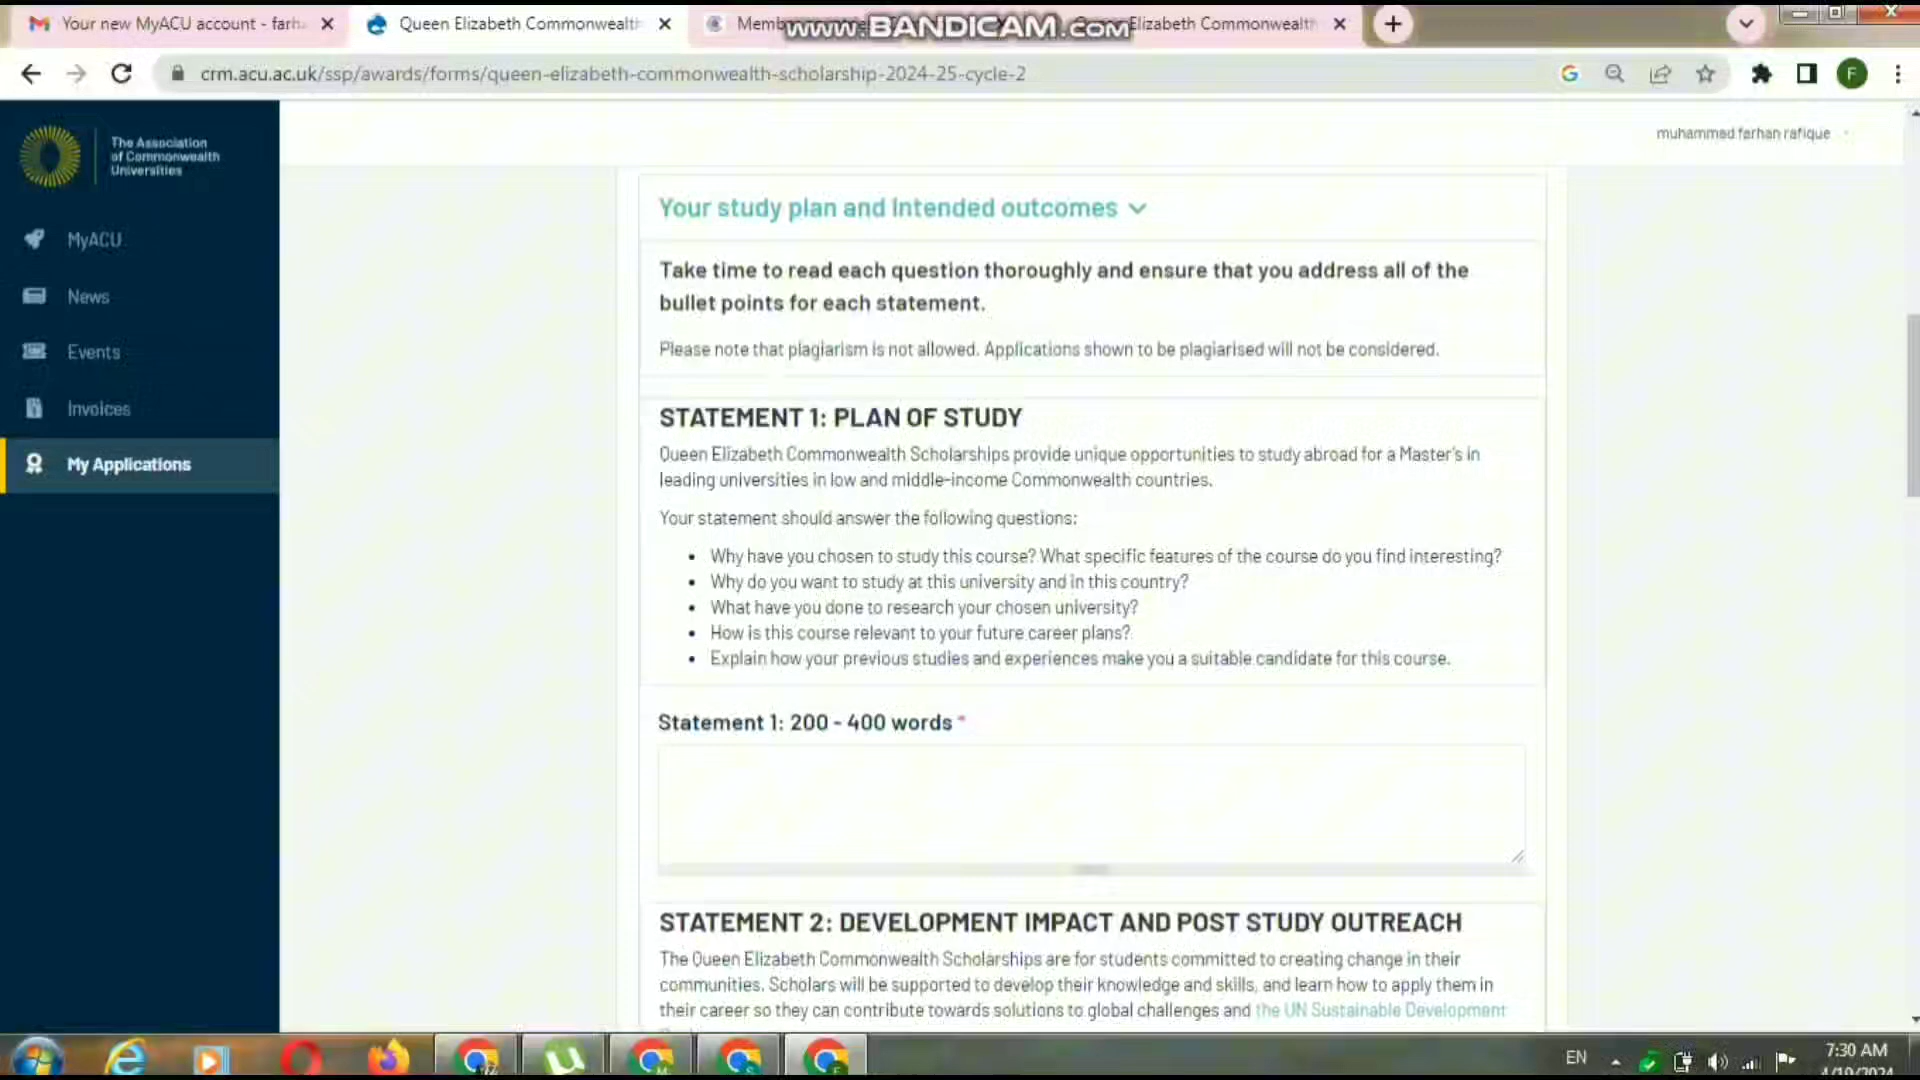 Your new MyACU account - farha
Queen Elizabeth Commonwealth
www.BANDICAM.com
Elizabeth Commonwealth
crm.acu.ac.uk/ssp/awards/forms/queen-elizabeth-commonwealth-scholarship-2024-25-cycle-2
F
The Association
of Commonwealth
Universities
muhammad farhan rafique
MyACU
News
Events
Invoices
My Applications
Your study plan and Intended outcomes
Take time to read each question thoroughly and ensure that you address all of the
bullet points for each statement.
Please note that plagiarism is not allowed. Applications shown to be plagiarised will not be considered.
STATEMENT 1: PLAN OF STUDY
Queen Elizabeth Commonwealth Scholarships provide unique opportunities to study abroad for a Master's in
leading universities in low and middle-income Commonwealth countries.
Your statement should answer the following questions:
• Why have you chosen to study this course? What specific features of the course do you find interesting?
• Why do you want to study at this university and in this country?
• What have you done to research your chosen university?
• How is this course relevant to your future career plans?
• Explain how your previous studies and experiences make you a suitable candidate for this course.
Statement 1: 200 - 400 words *
STATEMENT 2: DEVELOPMENT IMPACT AND POST STUDY OUTREACH
The Queen Elizabeth Commonwealth Scholarships are for students committed to creating change in their
communities. Scholars will be supported to develop their knowledge and skills, and learn how to apply them in
their career so they can contribute towards solutions to global challenges and the UN Sustainable Development
EN
7:30 AM
4/19/2024